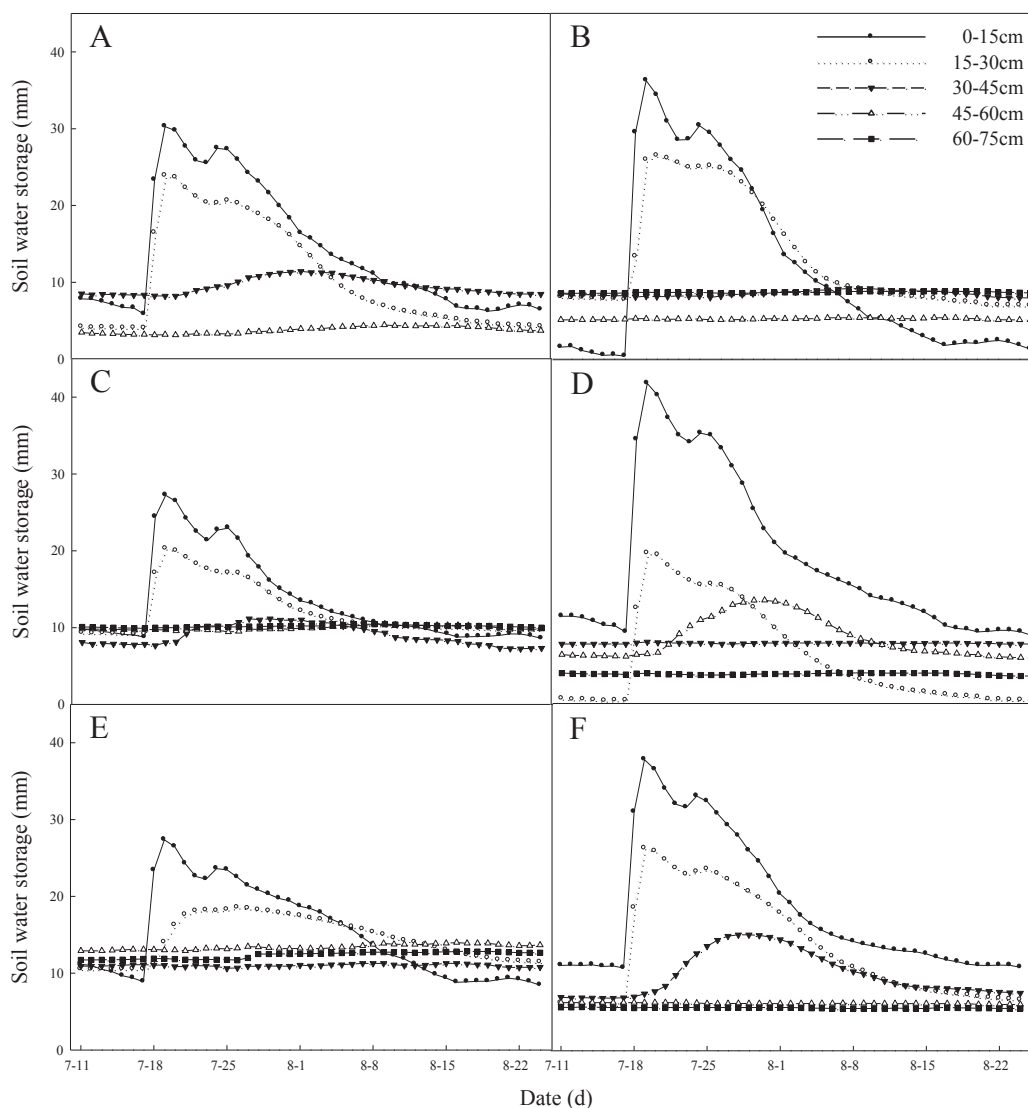 A
B
0-15cm
15-30cm
30-45cm
45-60cm
60-75cm
Soil water storage (mm)
40
30
20
10
0
C
D
Soil water storage (mm)
40
30
20
10
0
E
F
Soil water storage (mm)
40
30
20
10
0
7-11 7-18 7-25 8-1 8-8 8-15 8-22 7-11 7-18 7-25 8-1 8-8 8-15 8-22
Date (d)